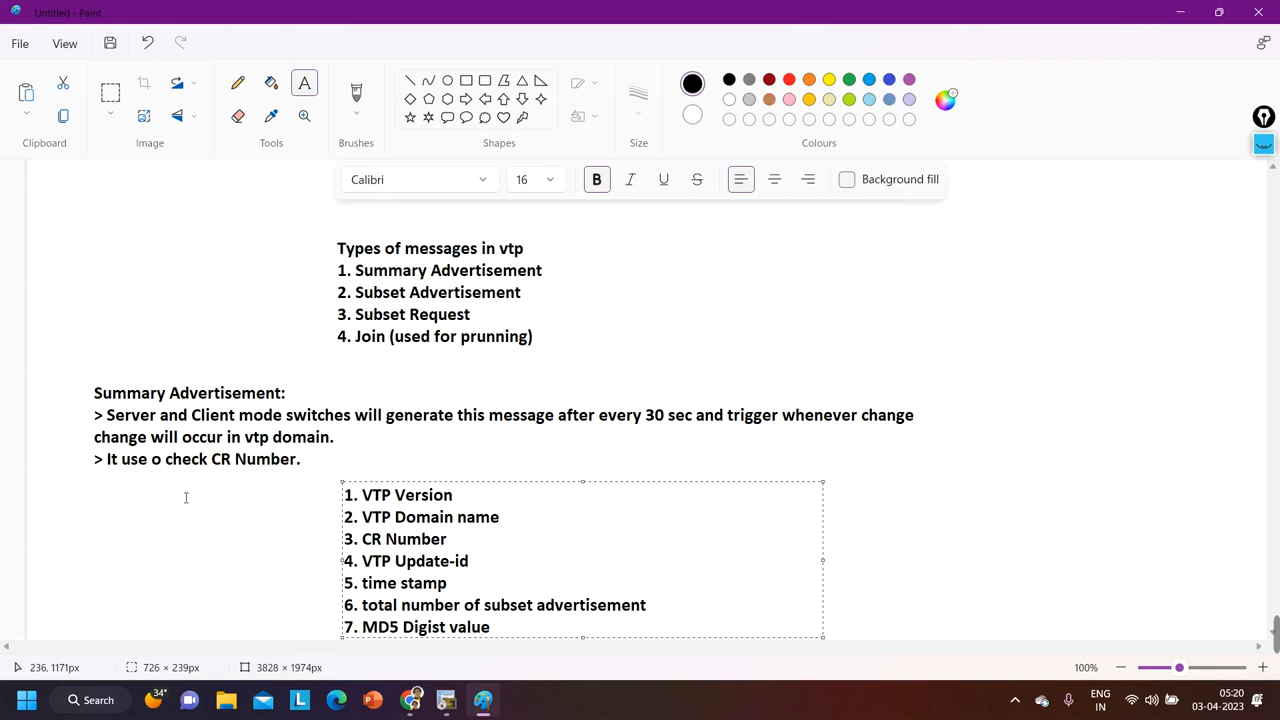 Untitled - Paint
File
View
Clipboard
Image
Tools
Brushes
Shapes
Size
Colours
Calibri
16
B
Background fill
Types of messages in vtp
1. Summary Advertisement
2. Subset Advertisement
3. Subset Request
4. Join (used for prunning)
Summary Advertisement:
> Server and Client mode switches will generate this message after every 30 sec and trigger whenever change
change will occur in vtp domain.
> It use o check CR Number.
1. VTP Version
2. VTP Domain name
3. CR Number
4. VTP Update-id
5. time stamp
6. total number of subset advertisement
7. MD5 Digist value
236, 1171px
726 × 239px
3828 × 1974px
100%
Search
34°
ENG
IN
05:20
03-04-2023